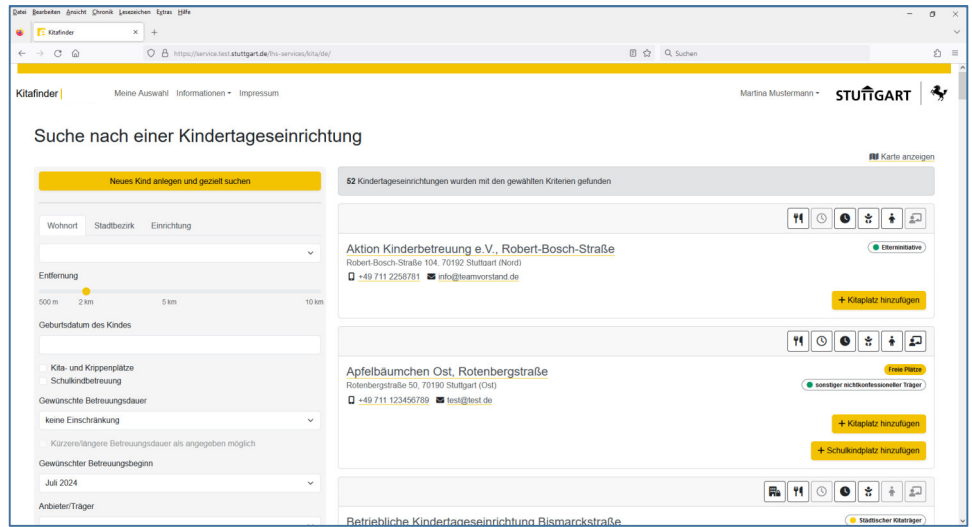 Datei Bearbeiten Ansicht Chronik Lesezeichen Extras Hilfe
Kitafinder
https://service.test.stuttgart.de/lhs-services/kita/de/
Suchen
Kitafinder
Meine Auswahl Informationen Impressum
Martina Mustermann
STUTTGART
Suche nach einer Kindertageseinrichtung
Karte anzeigen
Neues Kind anlegen und gezielt suchen
52 Kindertageseinrichtungen wurden mit den gewählten Kriterien gefunden
Wohnort Stadtbezirk Einrichtung
Entfernung
500 m 2 km 5 km 10 km
Geburtsdatum des Kindes
Kita- und Krippenplätze
Schulkindbetreuung
Gewünschte Betreuungsdauer
keine Einschränkung
Kürzere/längere Betreuungsdauer als angegeben möglich
Gewünschter Betreuungsbeginn
Juli 2024
Anbieter/Träger
Aktion Kinderbetreuung e.V., Robert-Bosch-Straße
Elterninitiative
Robert-Bosch-Straße 104, 70192 Stuttgart (Nord)
+49 711 2258781 info@teamvorstand.de
+ Kitaplatz hinzufügen
Apfelbäumchen Ost, Rotenbergstraße
Freie Plätze
Rotenbergstraße 50, 70190 Stuttgart (Ost)
sonstiger nichtkonfessioneller Träger
+49 711 123456789 test@test.de
+ Kitaplatz hinzufügen
+ Schulkindplatz hinzufügen
Betriebliche Kindertageseinrichtung Bismarckstraße
Städtischer Kitaträger